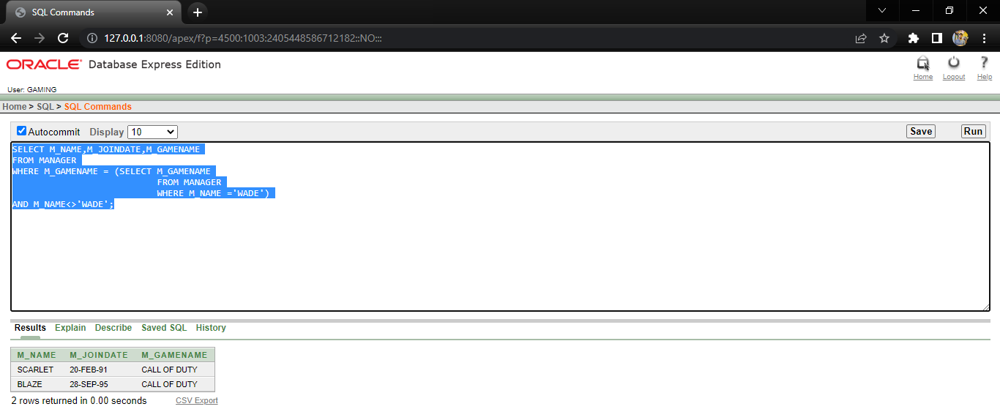 SQL Commands
127.0.0.1:8080/apex/f?p=4500:1003:2405448586712182::NO:::
ORACLE Database Express Edition
Home Logout Help
User: GAMING
Home > SQL > SQL Commands
Autocommit Display 10 Save Run
SELECT M_NAME,M_JOINDATE,M_GAMENAME
FROM MANAGER
WHERE M_GAMENAME = (SELECT M_GAMENAME
FROM MANAGER
WHERE M_NAME ='WADE')
AND M_NAME<>'WADE';
Results Explain Describe Saved SQL History
M_NAME M_JOINDATE M_GAMENAME
SCARLET 20-FEB-91 CALL OF DUTY
BLAZE 28-SEP-95 CALL OF DUTY
2 rows returned in 0.00 seconds CSV Export